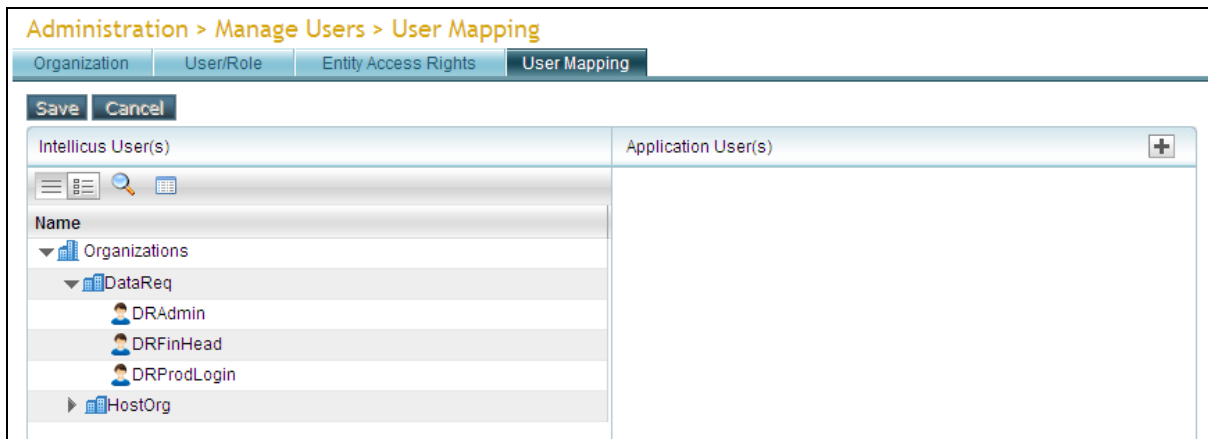 Administration > Manage Users > User Mapping
Organization User/Role Entity Access Rights User Mapping
Save Cancel
Intellicus User(s) Application User(s)
Name
Organizations
DataReq
DRAdmin
DRFinHead
DRProdLogin
HostOrg